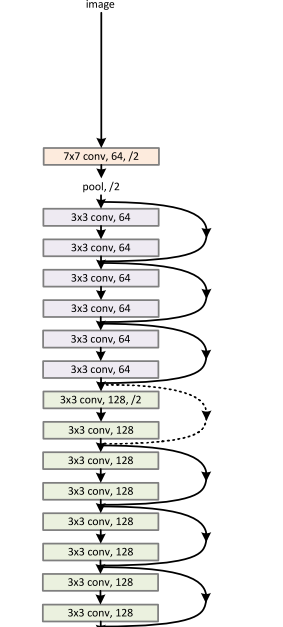 image
7x7 conv, 64, /2
pool, /2
3x3 conv, 64
3x3 conv, 64
3x3 conv, 64
3x3 conv, 64
3x3 conv, 64
3x3 conv, 64
3x3 conv, 128, /2
3x3 conv, 128
3x3 conv, 128
3x3 conv, 128
3x3 conv, 128
3x3 conv, 128
3x3 conv, 128
3x3 conv, 128